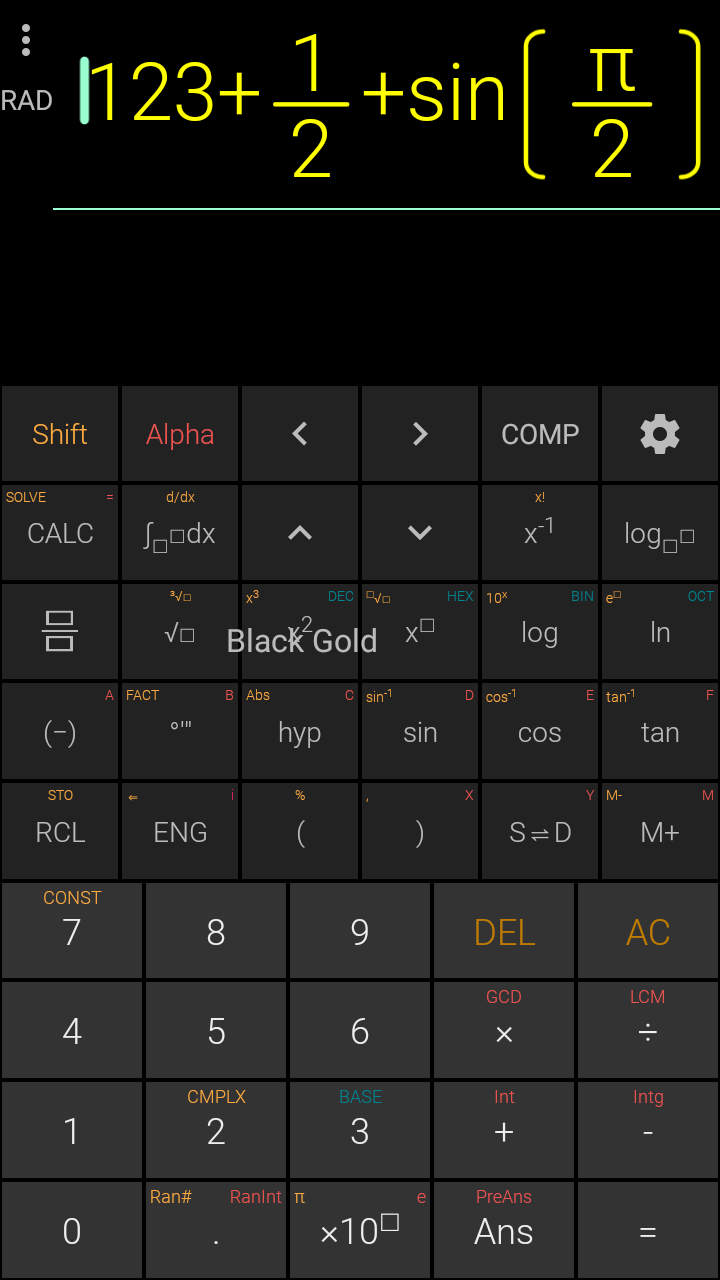 RAD 123+1/2+sin(π/2)
Shift Alpha < > COMP
SOLVE = d/dx x!
CALC ∫□□dx x⁻¹ log□□
³√□ x³ DEC □√□ HEX 10ˣ BIN e□ OCT
√□ x² x□ log ln
Black Gold
A FACT B Abs C sin⁻¹ D cos⁻¹ E tan⁻¹ F
(−) °'" hyp sin cos tan
STO ⇐ i % , X Y M- M
RCL ENG ( ) S⇌D M+
CONST
7 8 9 DEL AC
GCD LCM
4 5 6 × ÷
CMPLX BASE Int Intg
1 2 3 + -
Ran# RanInt π e PreAns
0 . ×10□ Ans =